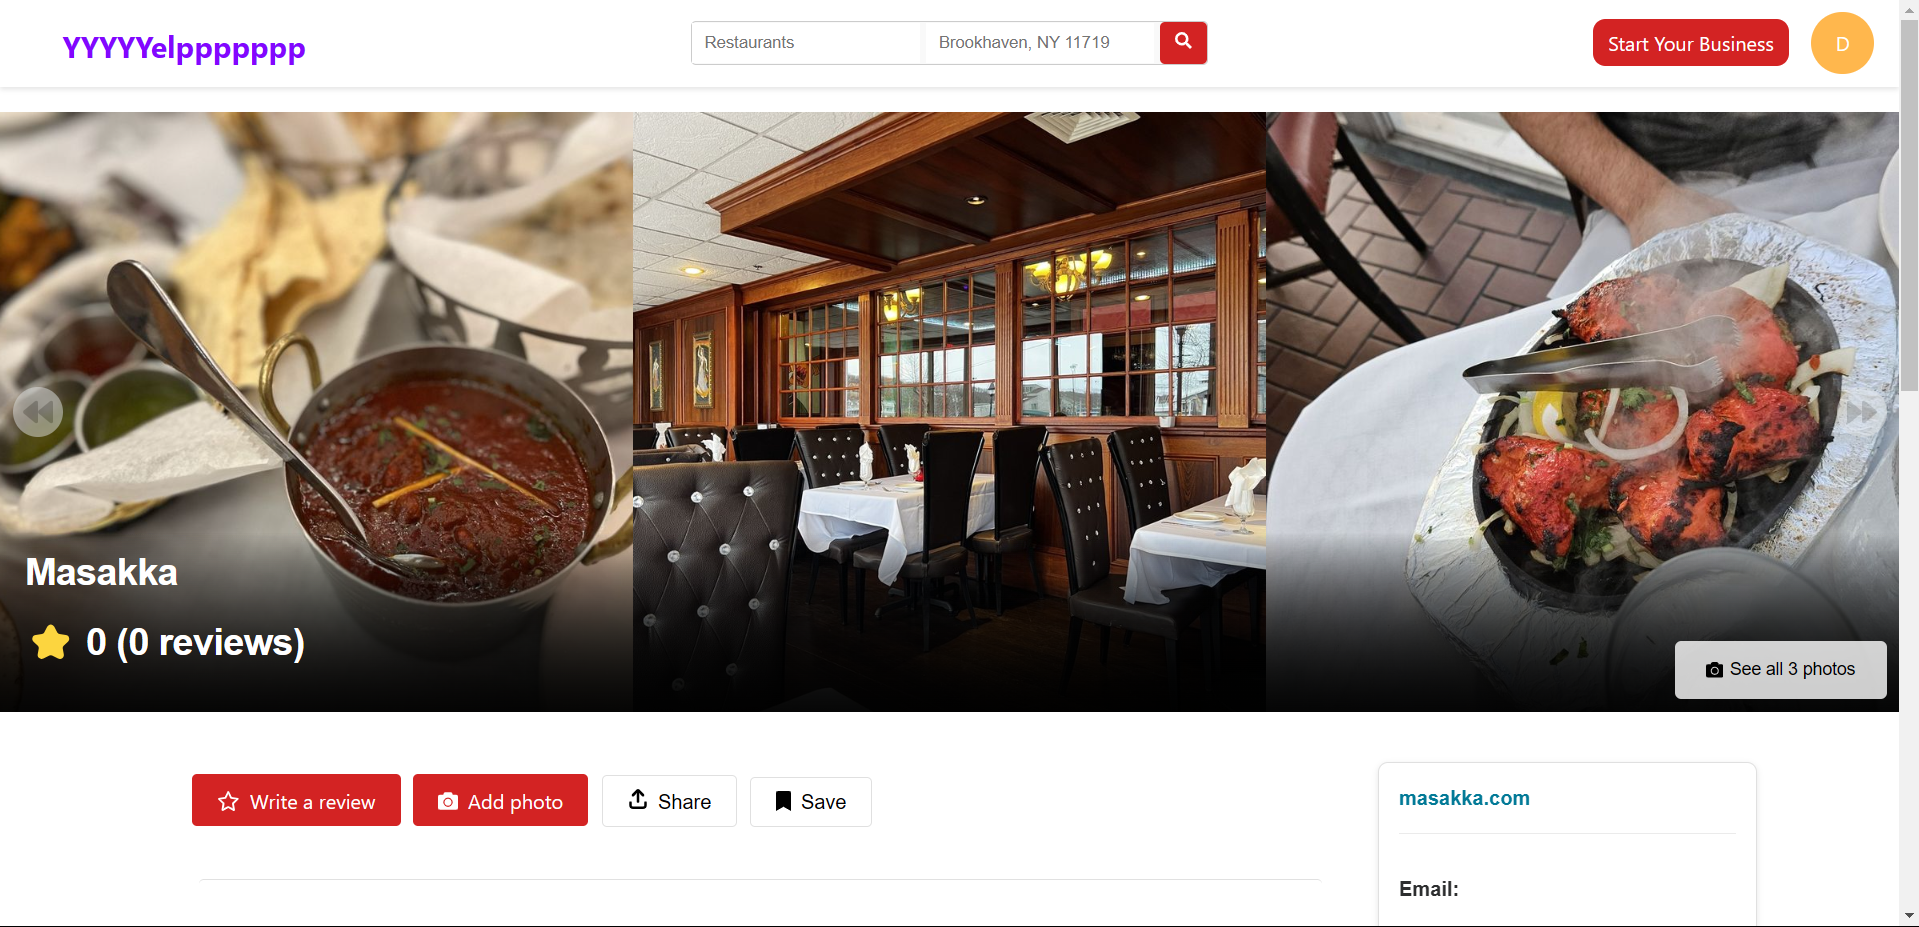 YYYYYelpppppppp
Restaurants
Brookhaven, NY 11719
Start Your Business
D
Masakka
0 (0 reviews)
See all 3 photos
Write a review
Add photo
Share
Save
masakka.com
Email: